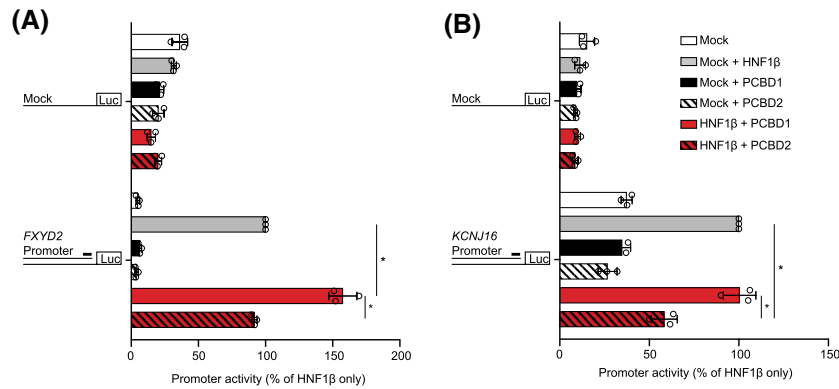 (A)
Mock
Luc
FXYD2
Promoter
Luc
*
*
0
50
100
150
200
Promoter activity (% of HNF1β only)
(B)
Mock
Mock + HNF1β
Mock + PCBD1
Mock + PCBD2
HNF1β + PCBD1
HNF1β + PCBD2
Mock
Luc
KCNJ16
Promoter
Luc
*
*
0
50
100
150
Promoter activity (% of HNF1β only)